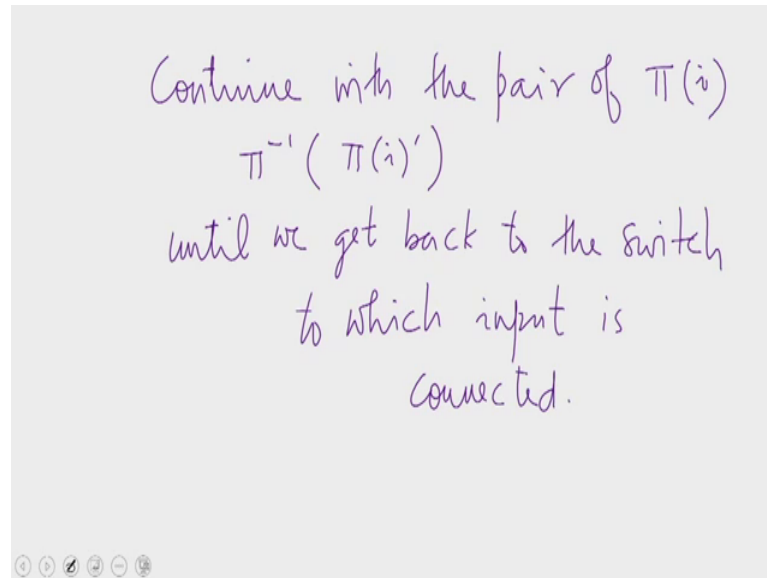 Continue with the pair of π(i)
π⁻¹ ( π(i)′ )
until we get back to the switch
to which input is
connected.